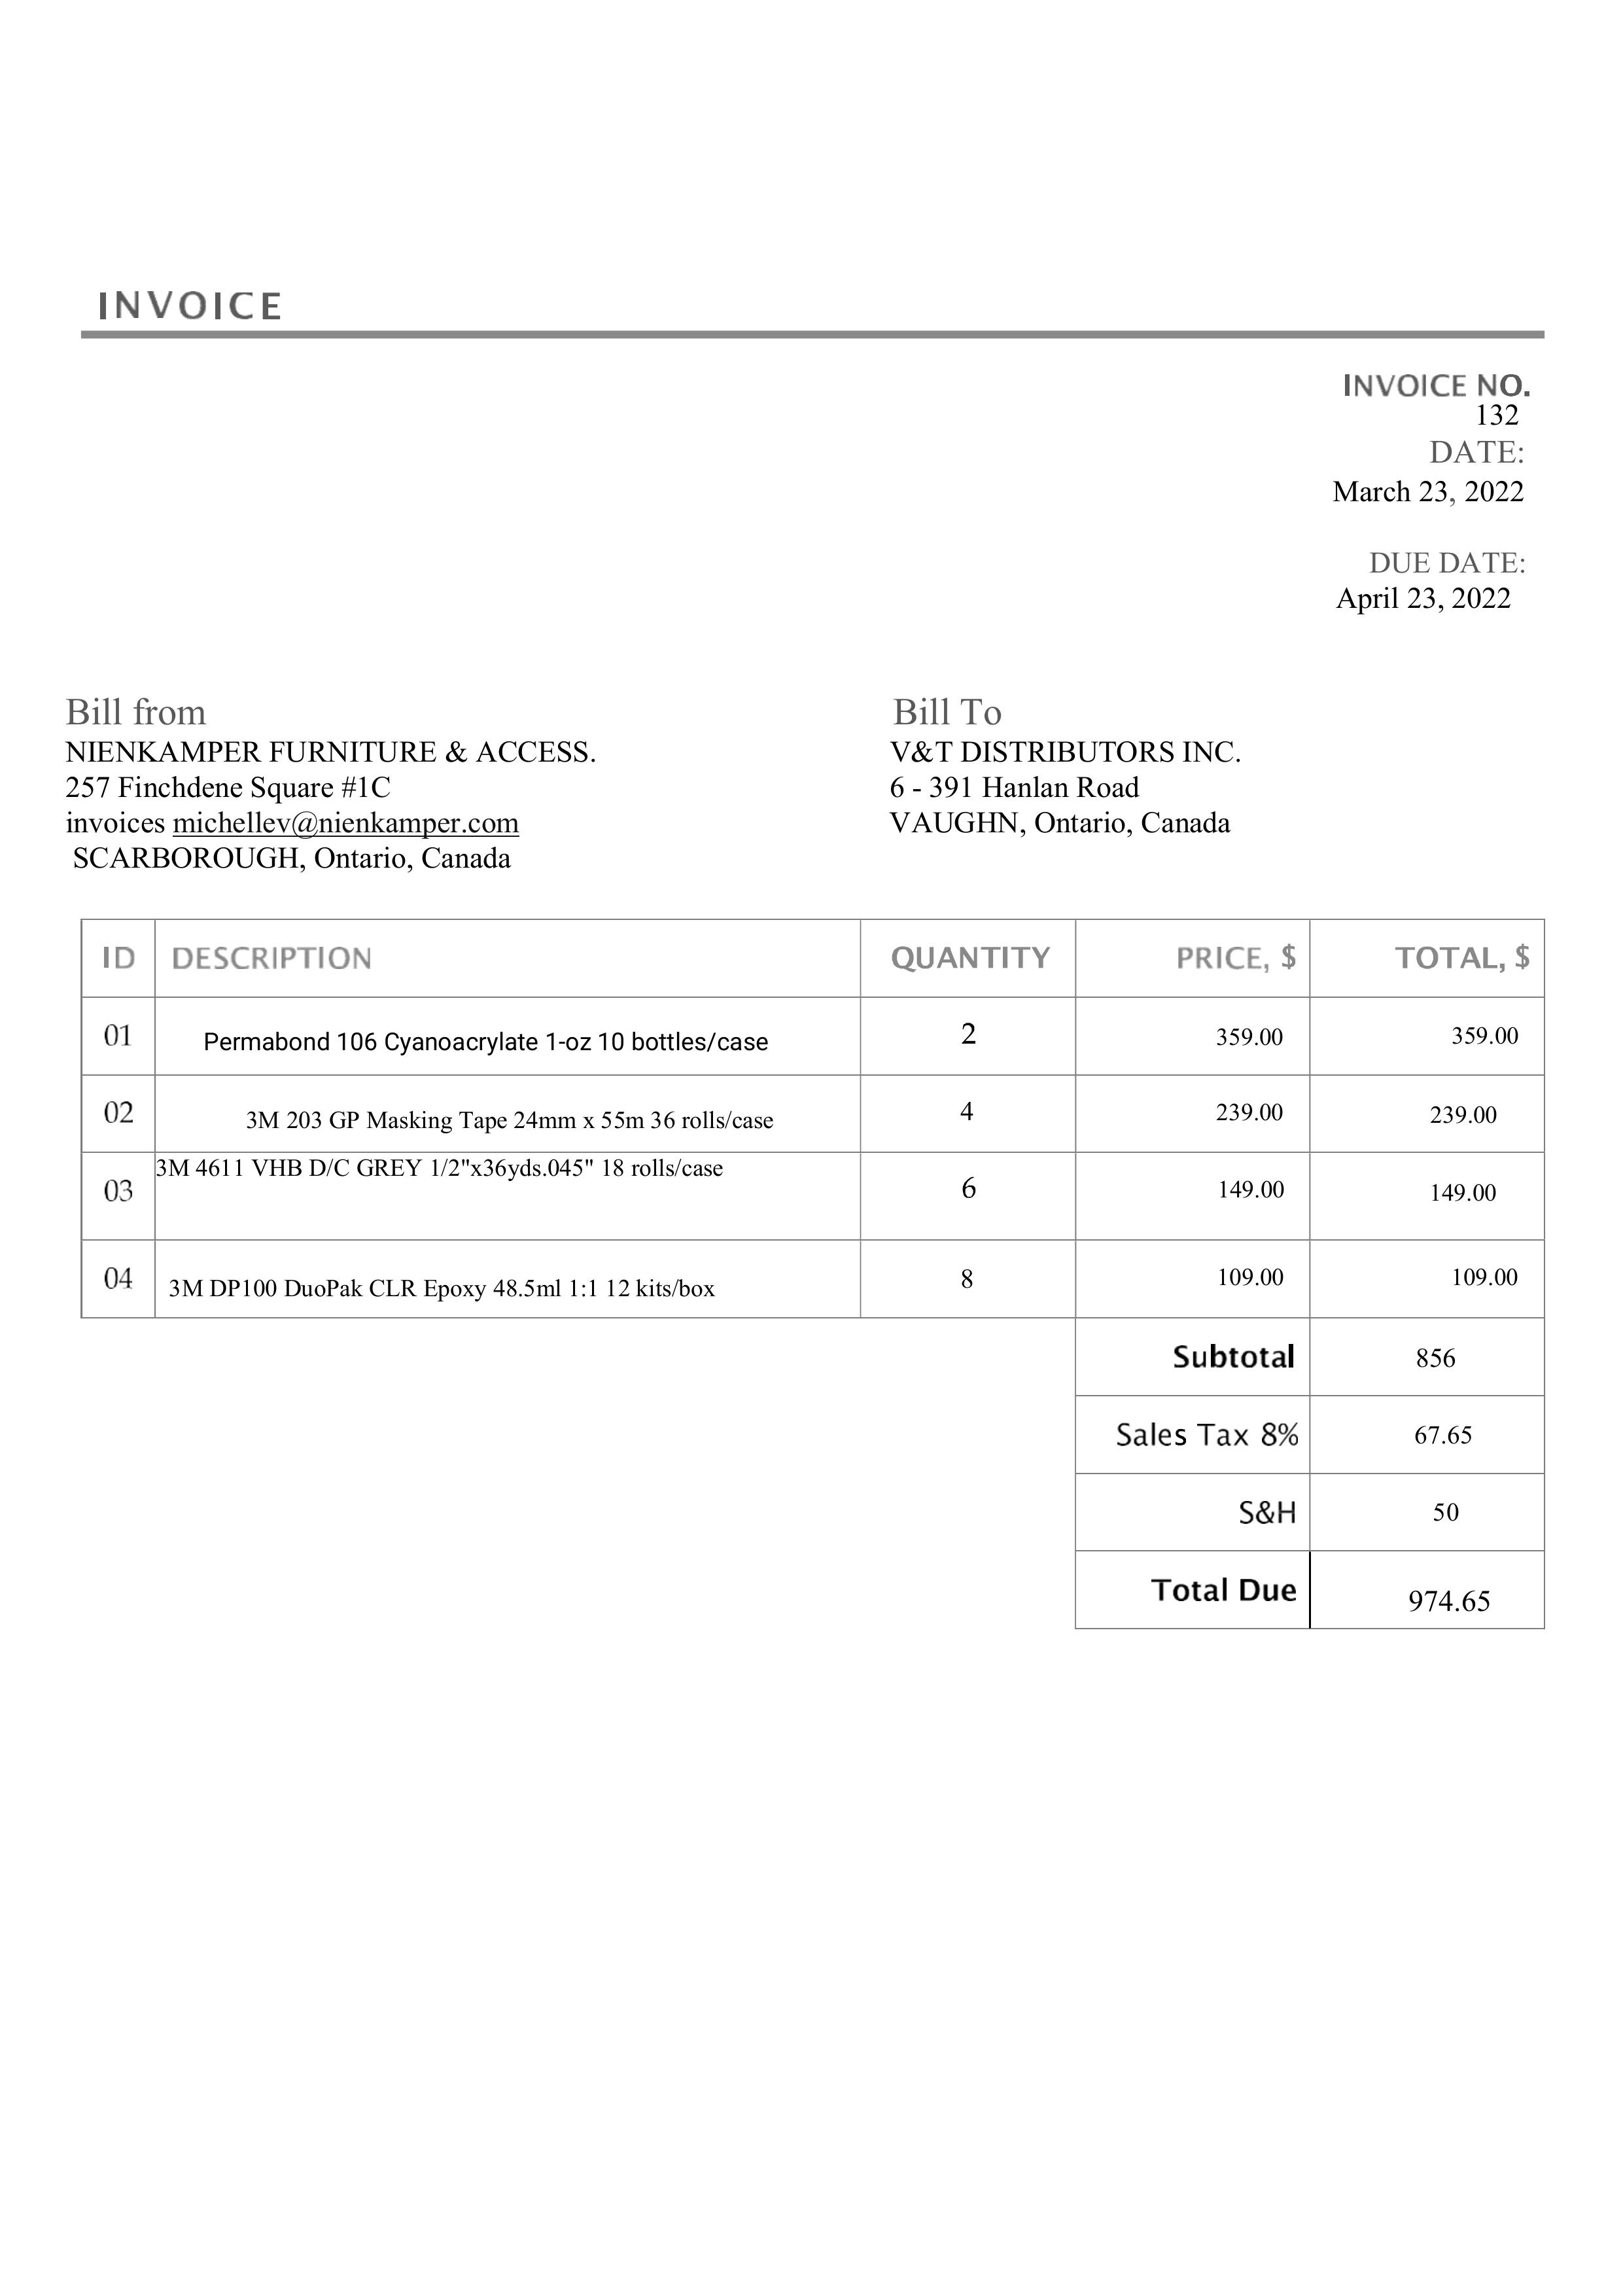 INVOICE
INVOICE NO.
132
DATE:
March 23, 2022
DUE DATE:
April 23, 2022
Bill from
NIENKAMPER FURNITURE & ACCESS.
257 Finchdene Square #1C
invoices michellev@nienkamper.com
SCARBOROUGH, Ontario, Canada
Bill To
V&T DISTRIBUTORS INC.
6 - 391 Hanlan Road
VAUGHN, Ontario, Canada
ID DESCRIPTION QUANTITY PRICE, $ TOTAL, $
01 Permabond 106 Cyanoacrylate 1-oz 10 bottles/case 2 359.00 359.00
02 3M 203 GP Masking Tape 24mm x 55m 36 rolls/case 4 239.00 239.00
03 3M 4611 VHB D/C GREY 1/2"x36yds.045" 18 rolls/case 6 149.00 149.00
04 3M DP100 DuoPak CLR Epoxy 48.5ml 1:1 12 kits/box 8 109.00 109.00
Subtotal 856
Sales Tax 8% 67.65
S&H 50
Total Due 974.65